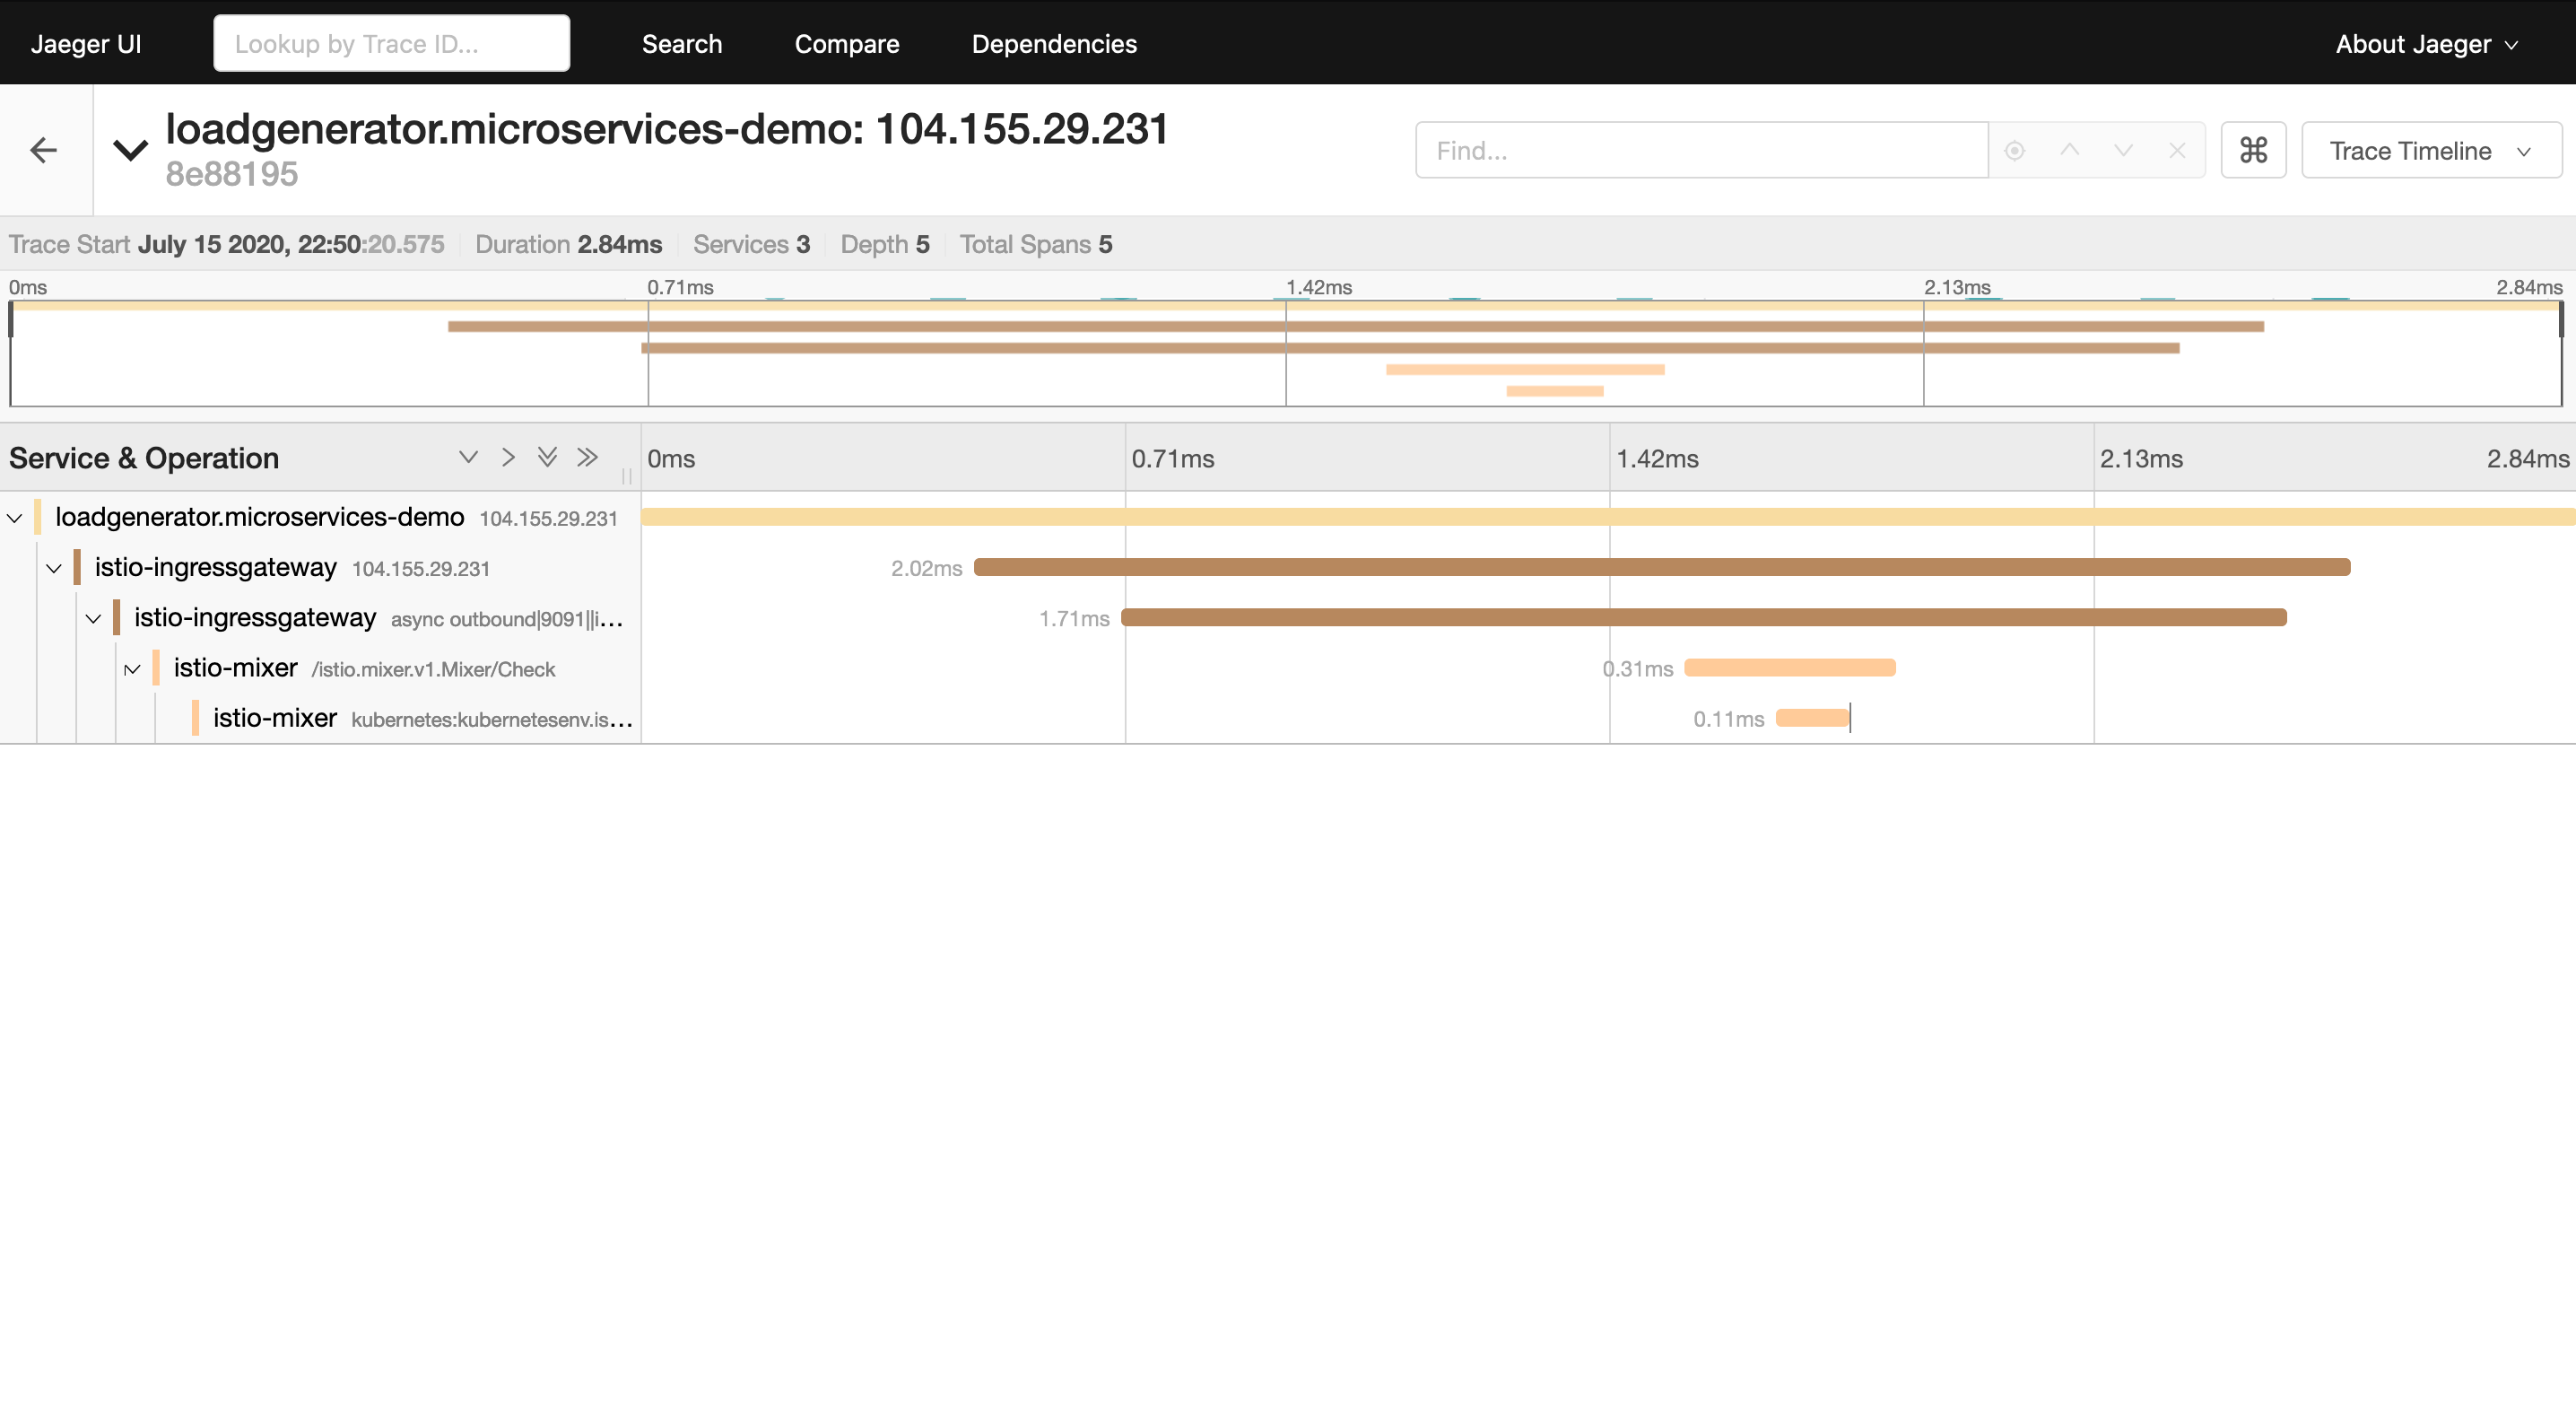 Jaeger UI Lookup by Trace ID... Search Compare Dependencies About Jaeger
loadgenerator.microservices-demo: 104.155.29.231
8e88195
Find... ⌘ Trace Timeline
Trace Start July 15 2020, 22:50:20.575 Duration 2.84ms Services 3 Depth 5 Total Spans 5
0ms 0.71ms 1.42ms 2.13ms 2.84ms
Service & Operation 0ms 0.71ms 1.42ms 2.13ms 2.84ms
loadgenerator.microservices-demo 104.155.29.231
istio-ingressgateway 104.155.29.231 2.02ms
istio-ingressgateway async outbound|9091||i... 1.71ms
istio-mixer /istio.mixer.v1.Mixer/Check 0.31ms
istio-mixer kubernetes:kubernetesenv.is... 0.11ms